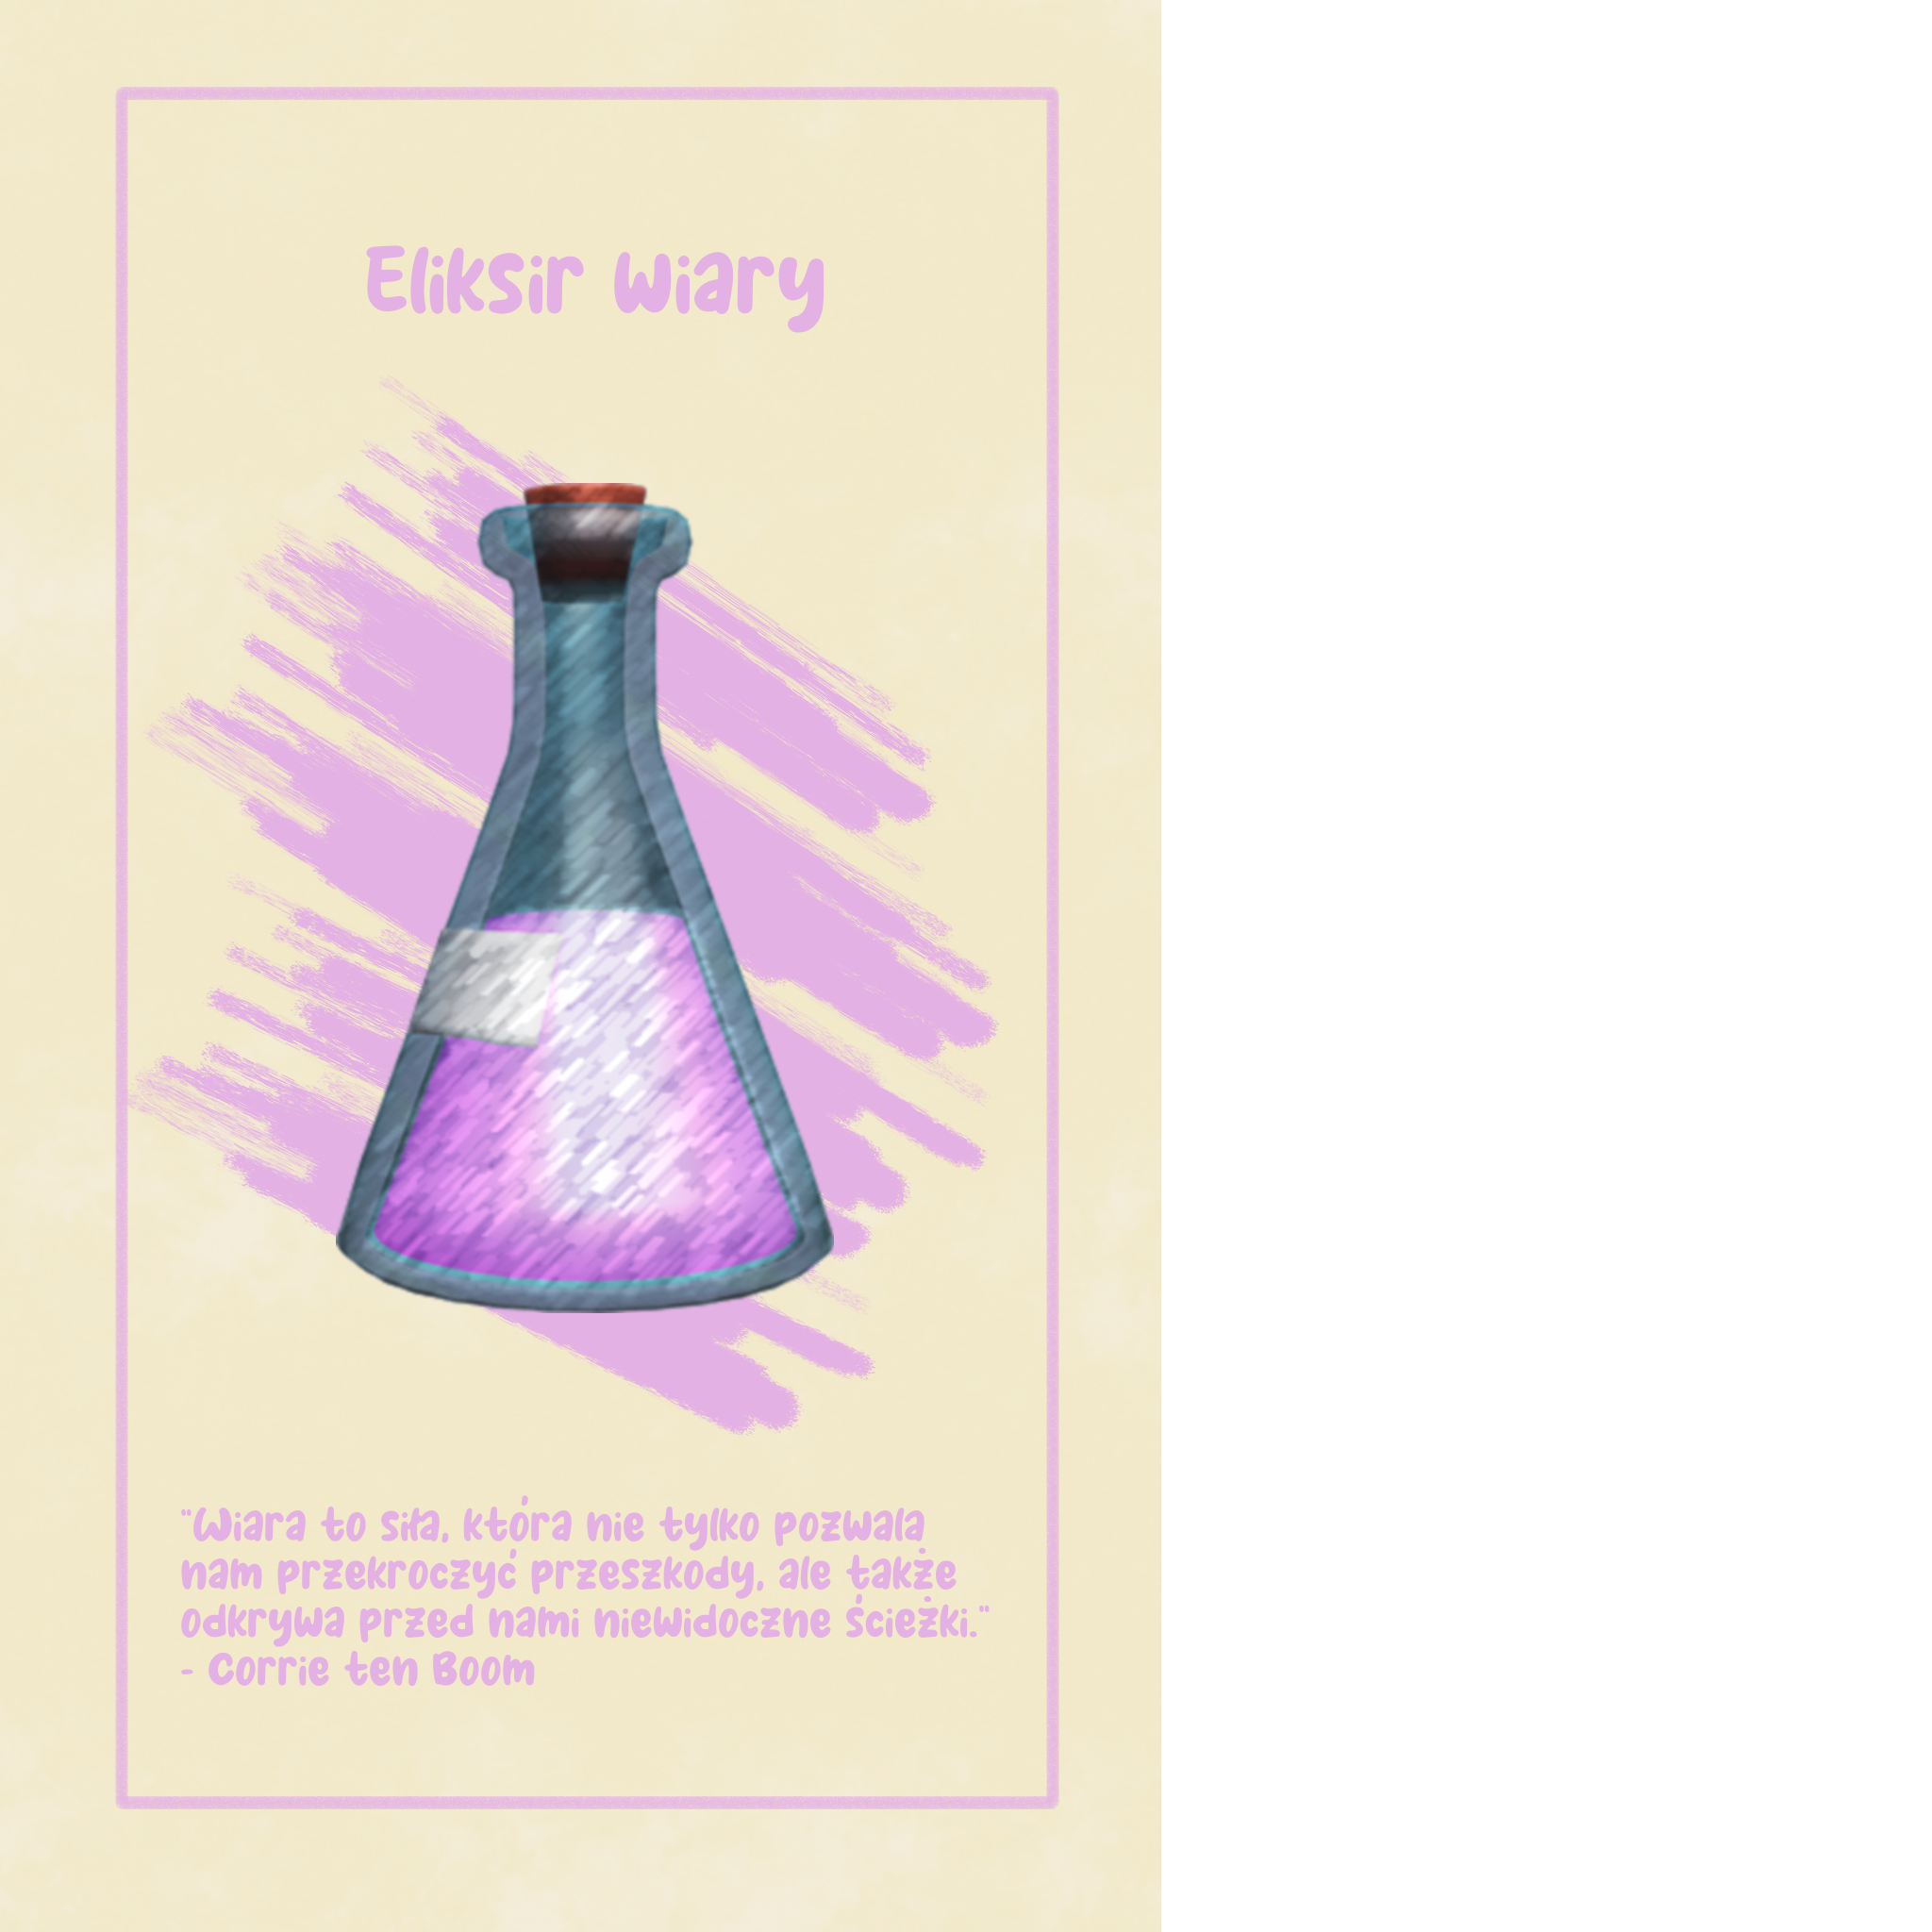 Eliksir Wiary
"Wiara to siła, która nie tylko pozwala
nam przekroczyć przeszkody, ale także
odkrywa przed nami niewidoczne ścieżki."
- Corrie ten Boom